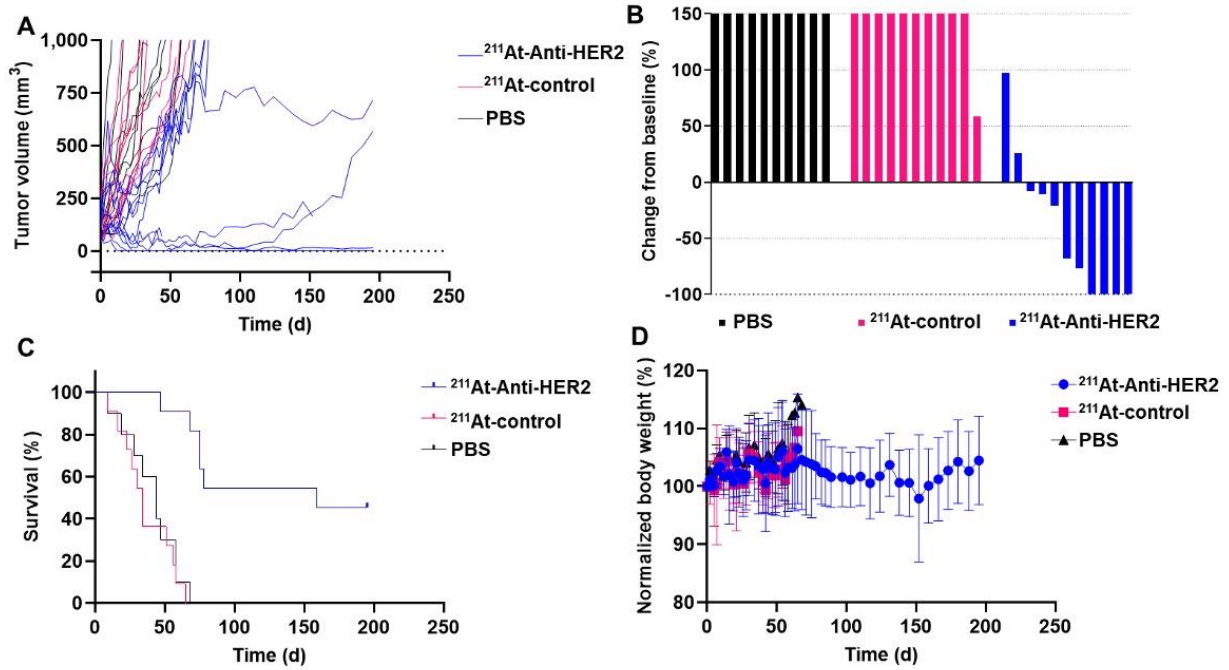 A
Tumor volume (mm³)
1,000
750
500
250
0
0 50 100 150 200 250
Time (d)
²¹¹At-Anti-HER2
²¹¹At-control
PBS
B
Change from baseline (%)
150
100
50
0
-50
-100
PBS ²¹¹At-control ²¹¹At-Anti-HER2
C
Survival (%)
100
80
60
40
20
0
0 50 100 150 200 250
Time (d)
²¹¹At-Anti-HER2
²¹¹At-control
PBS
D
Normalized body weight (%)
120
110
100
90
80
0 50 100 150 200 250
Time (d)
²¹¹At-Anti-HER2
²¹¹At-control
PBS